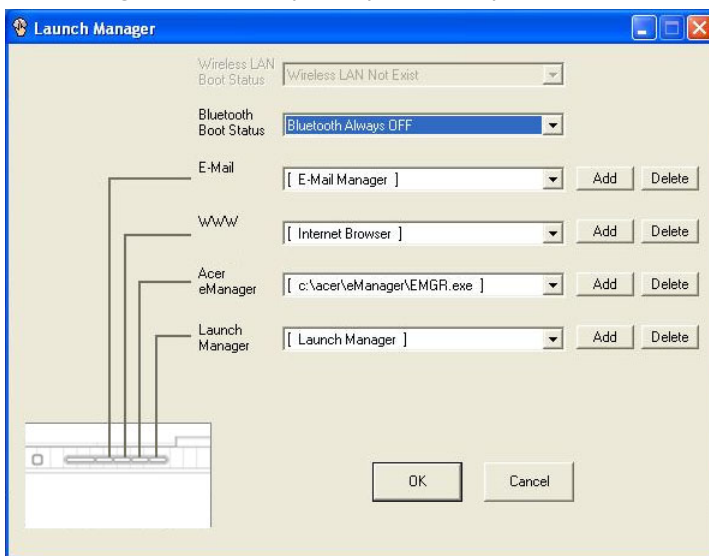 Launch Manager
Wireless LAN
Boot Status
Wireless LAN Not Exist
Bluetooth
Boot Status
Bluetooth Always OFF
E-Mail
[ E-Mail Manager ]
Add
Delete
WWW
[ Internet Browser ]
Add
Delete
Acer
eManager
[ c:\acer\eManager\EMGR.exe ]
Add
Delete
Launch
Manager
[ Launch Manager ]
Add
Delete
OK
Cancel